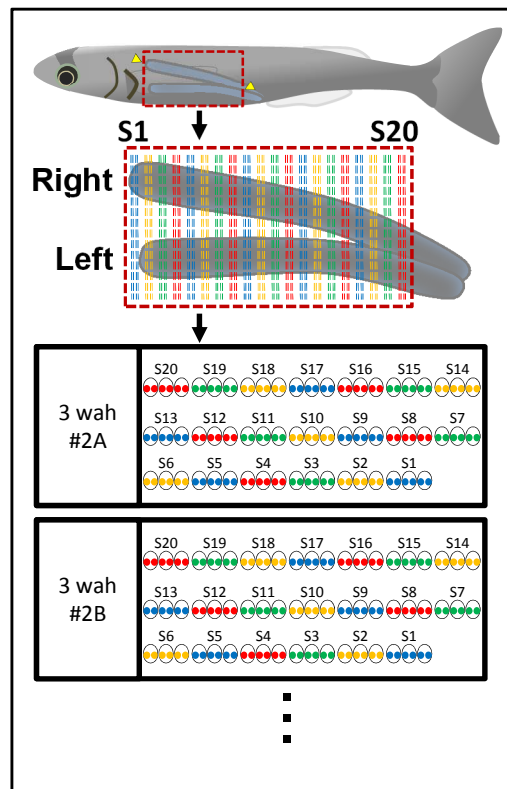 S1 S20
Right
Left
S20 S19 S18 S17 S16 S15 S14
3 wah
#2A
S13 S12 S11 S10 S9 S8 S7
S6 S5 S4 S3 S2 S1
S20 S19 S18 S17 S16 S15 S14
3 wah
#2B
S13 S12 S11 S10 S9 S8 S7
S6 S5 S4 S3 S2 S1